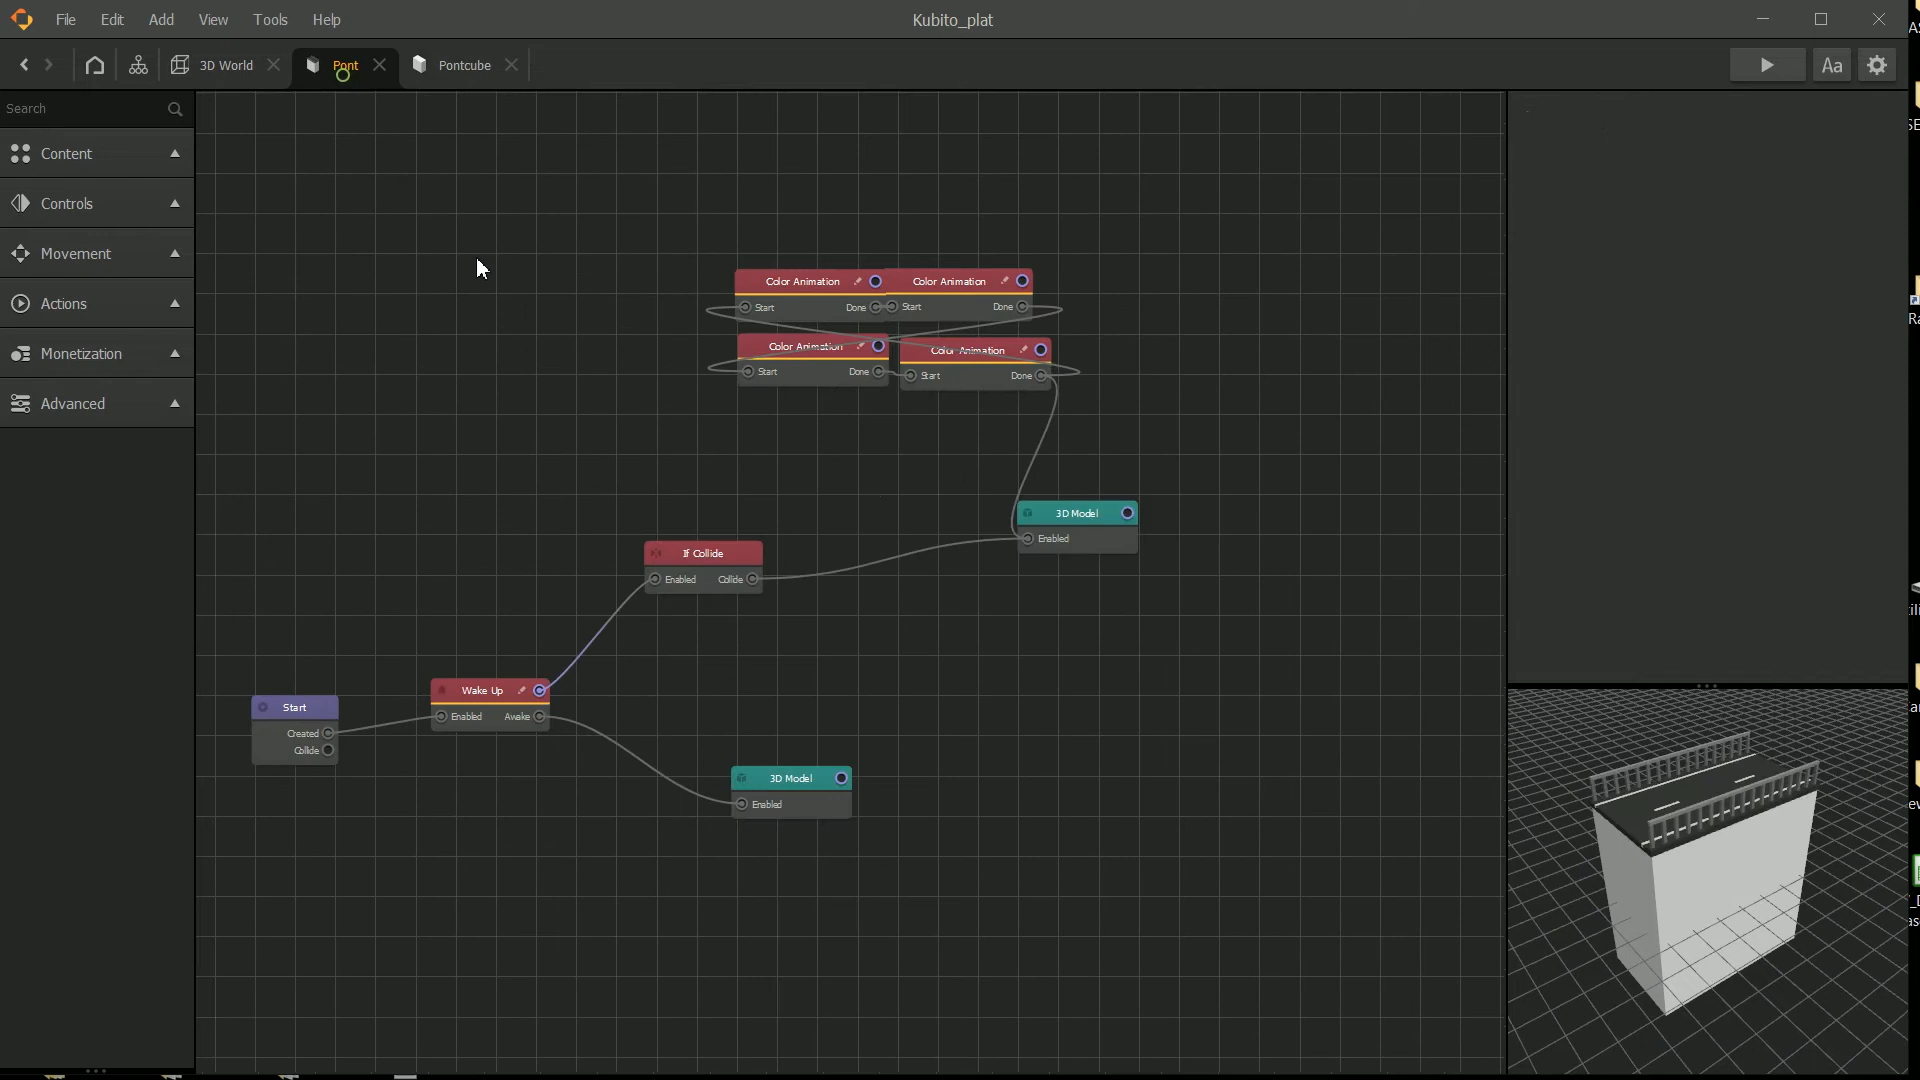 File Edit View Add Tools Help
Kubito_plat
3D World
Pont
Pontcube
Aa
Search
Content
Controls
Movement
Actions
Monetization
Advanced
Color Animation
Start Done
Color Animation
Start Done
Color Animation
Start Done
Color Animation
Start Done
3D Model
Enabled
If Collide
Enabled Collide
Wake Up
Enabled Awake
Start
Created
Collide
3D Model
Enabled